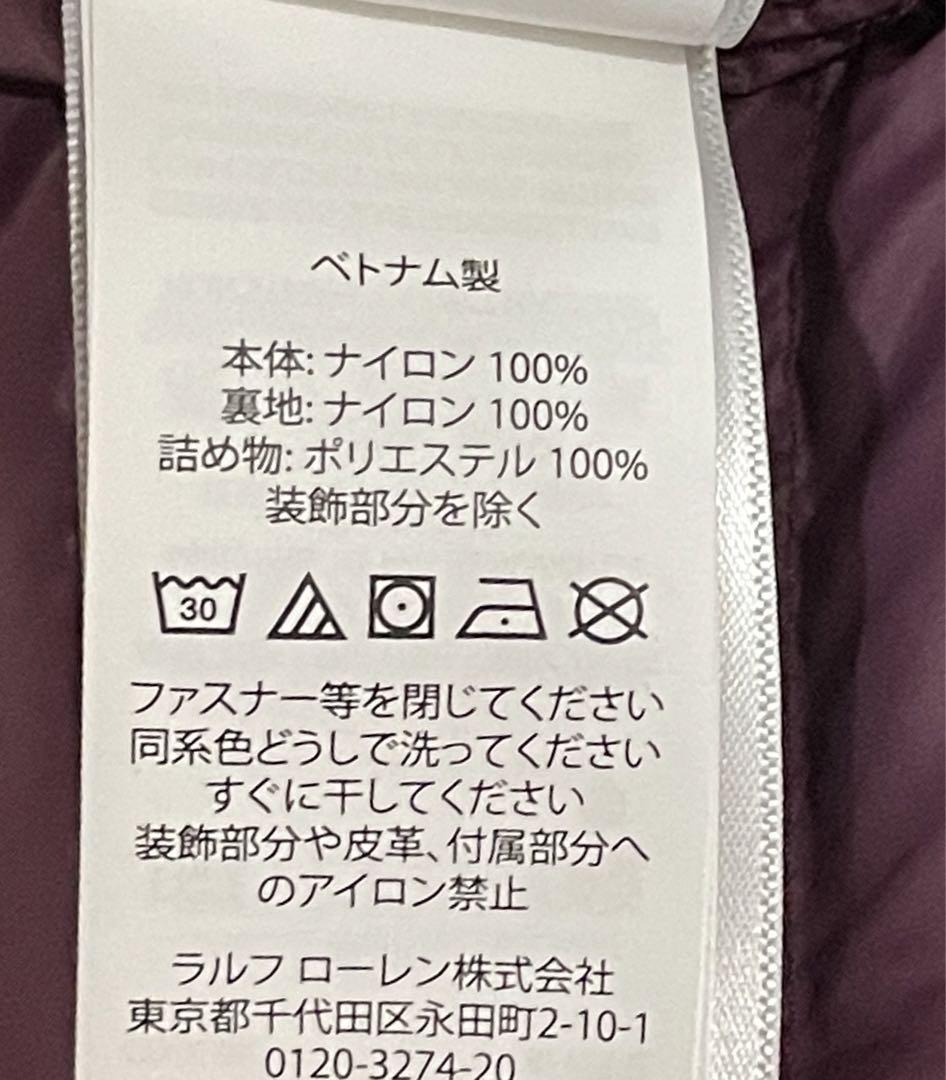 ベトナム製
本体: ナイロン 100%
裏地: ナイロン 100%
詰め物: ポリエステル 100%
装飾部分を除く
30
ファスナー等を閉じてください
同系色どうしで洗ってください
すぐに干してください
装飾部分や皮革、付属部分へ
のアイロン禁止
ラルフ ローレン株式会社
東京都千代田区永田町2-10-1
0120-3274-20